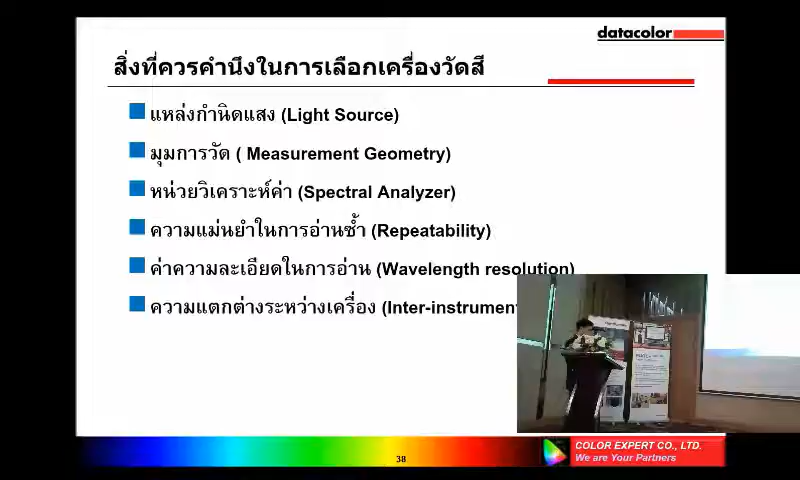 datacolor
สิ่งที่ควรคำนึงในการเลือกเครื่องวัดสี
แหล่งกำนิดแสง (Light Source)
มุมการวัด ( Measurement Geometry)
หน่วยวิเคราะห์ค่า (Spectral Analyzer)
ความแม่นยำในการอ่านซ้ำ (Repeatability)
ค่าความละเอียดในการอ่าน (Wavelength resolution)
ความแตกต่างระหว่างเครื่อง (Inter-instrument
38
COLOR EXPERT CO., LTD.
We are Your Partners